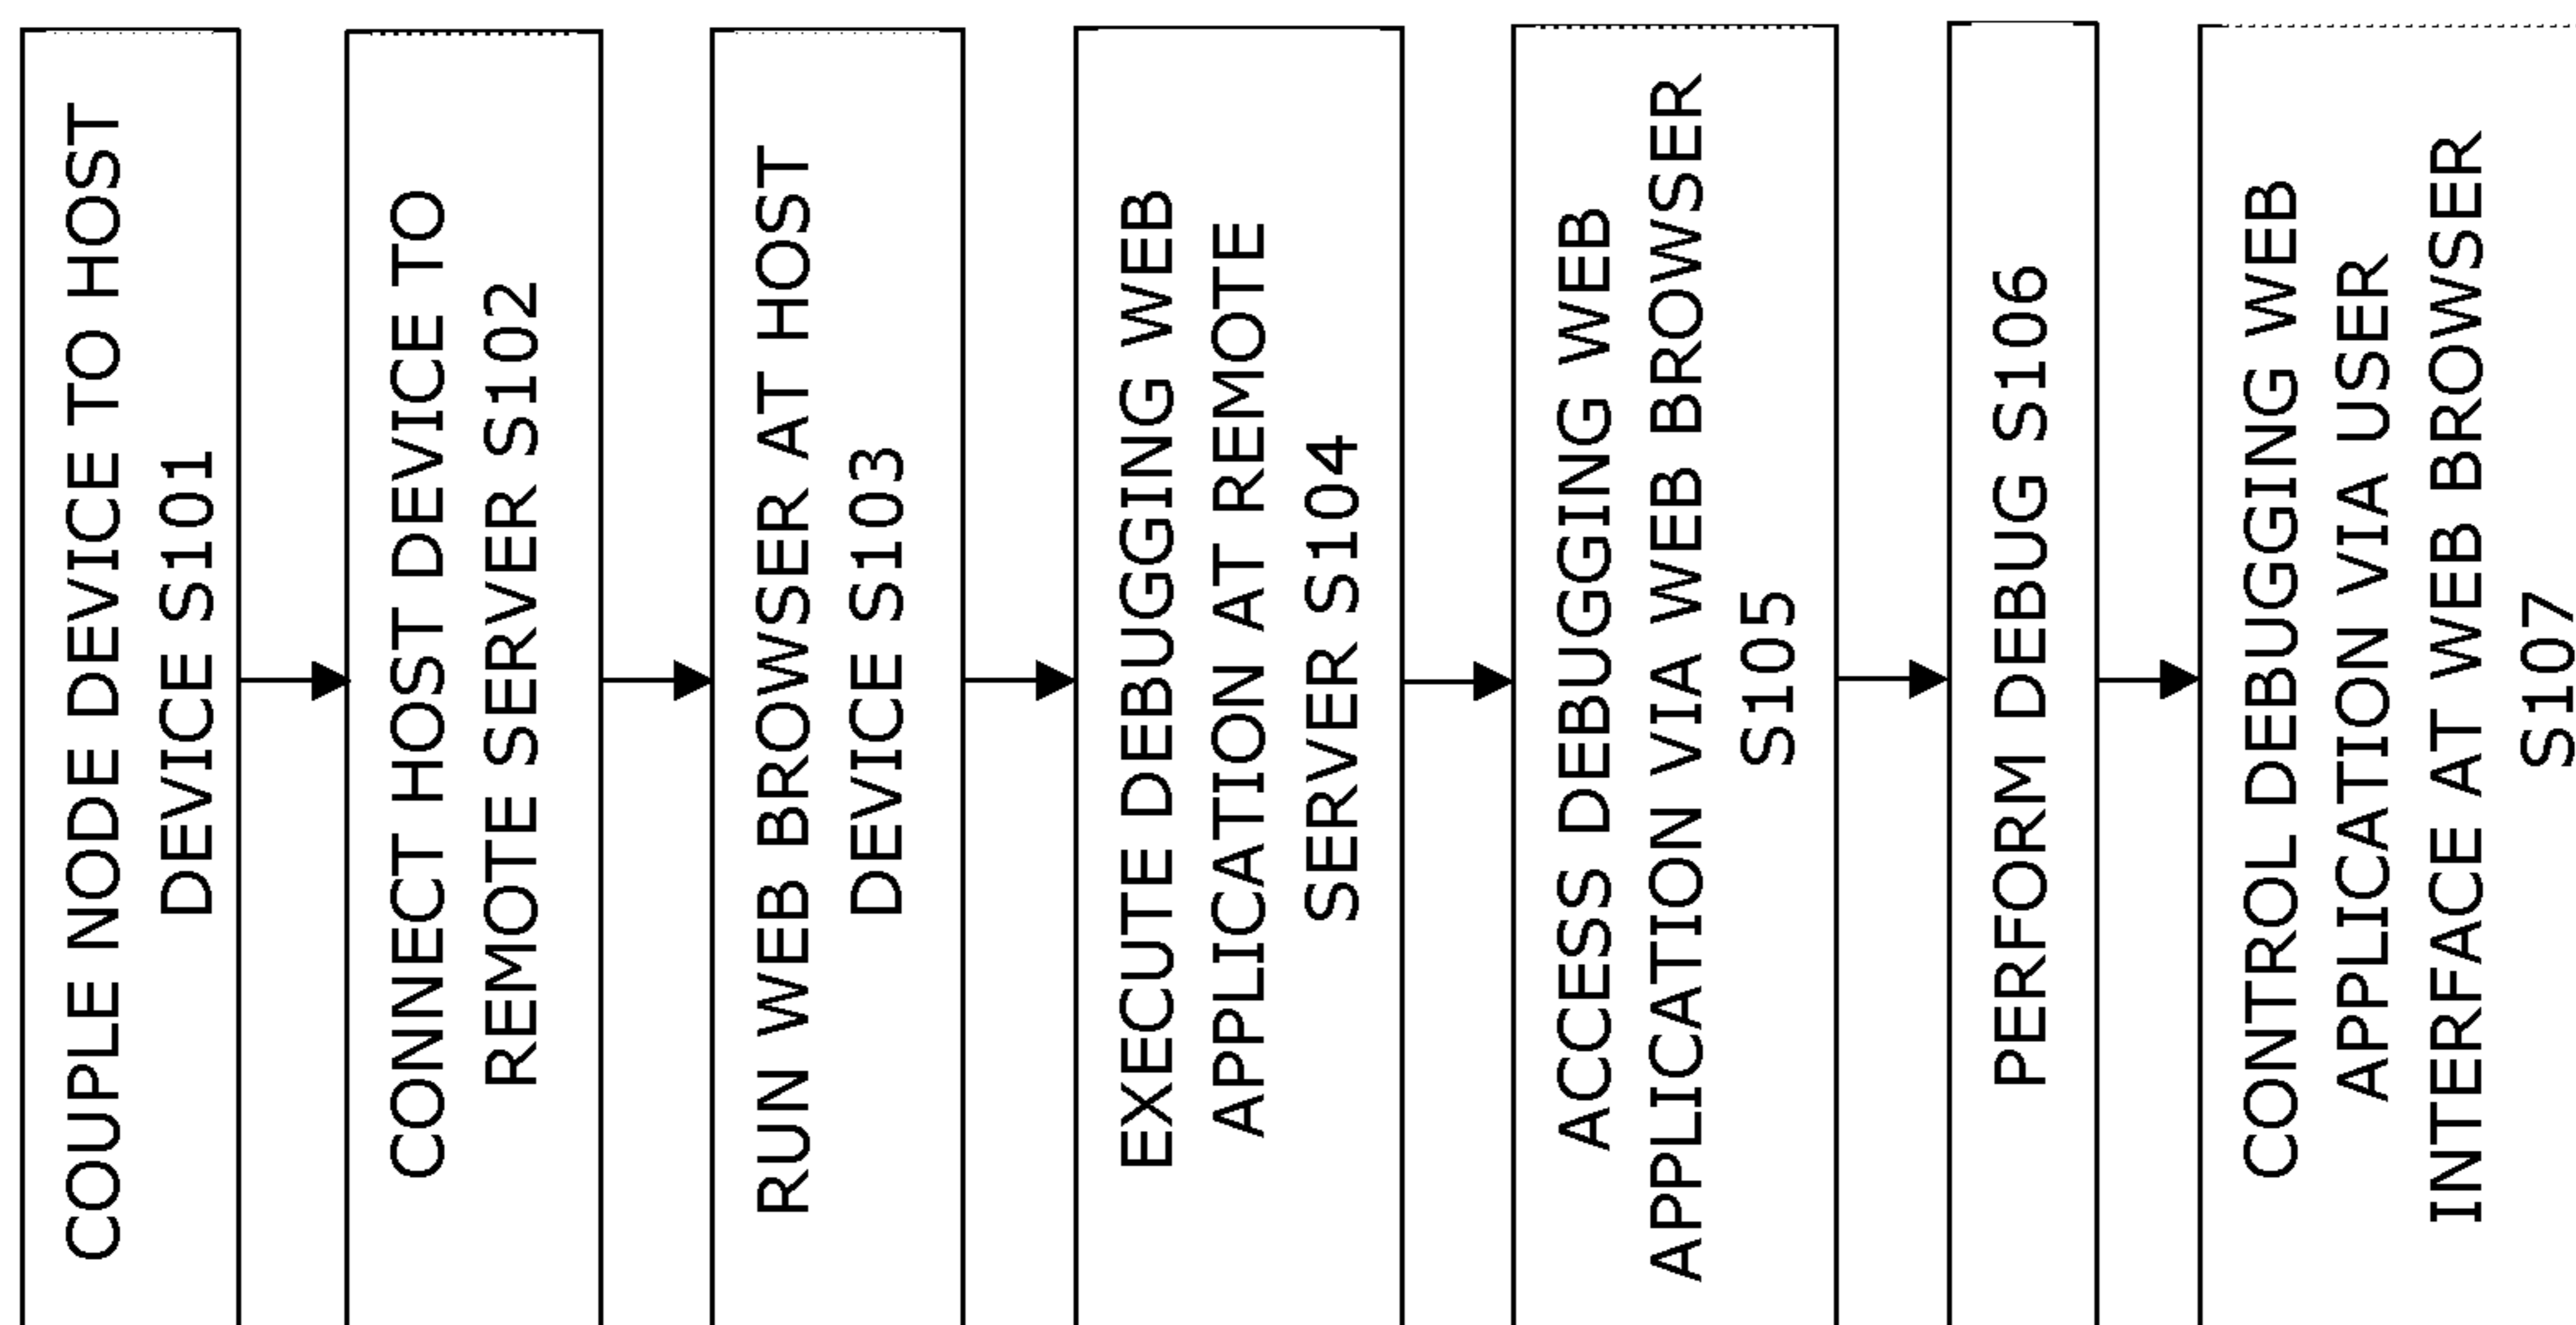 COUPLE NODE DEVICE TO HOST
DEVICE S101
CONNECT HOST DEVICE TO
REMOTE SERVER S102
RUN WEB BROWSER AT HOST
DEVICE S103
EXECUTE DEBUGGING WEB
APPLICATION AT REMOTE
SERVER S104
ACCESS DEBUGGING WEB
APPLICATION VIA WEB BROWSER
S105
PERFORM DEBUG S106
CONTROL DEBUGGING WEB
APPLICATION VIA USER
INTERFACE AT WEB BROWSER
S107